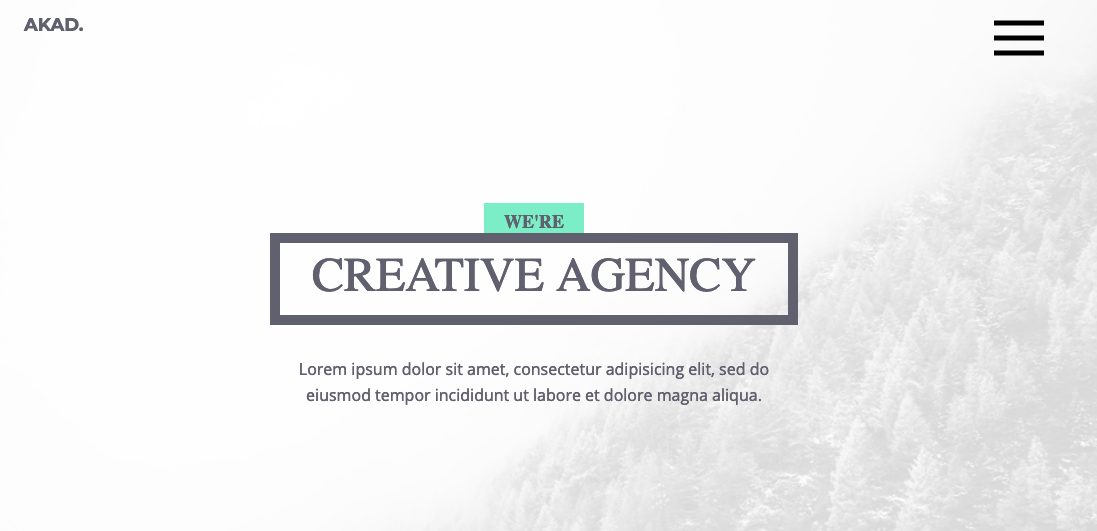 AKAD.
WE'RE
CREATIVE AGENCY
Lorem ipsum dolor sit amet, consectetur adipisicing elit, sed do
eiusmod tempor incididunt ut labore et dolore magna aliqua.